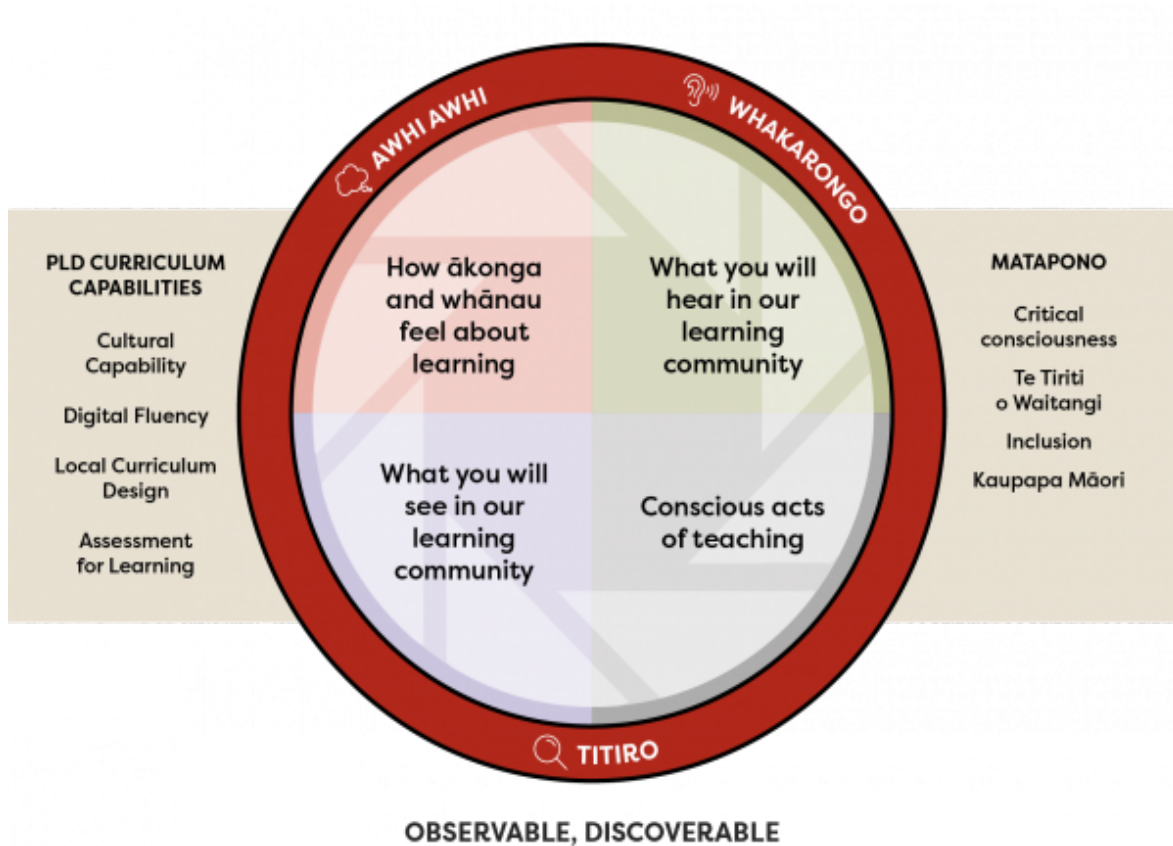 AWHI AWHI
WHAKARONGO
PLD CURRICULUM
CAPABILITIES
Cultural
Capability
Digital Fluency
Local Curriculum
Design
Assessment
for Learning
How ākonga
and whānau
feel about
learning
What you will
hear in our
learning
community
What you will
see in our
learning
community
Conscious acts
of teaching
MATAPONO
Critical
consciousness
Te Tiriti
o Waitangi
Inclusion
Kaupapa Māori
TITIRO
OBSERVABLE, DISCOVERABLE